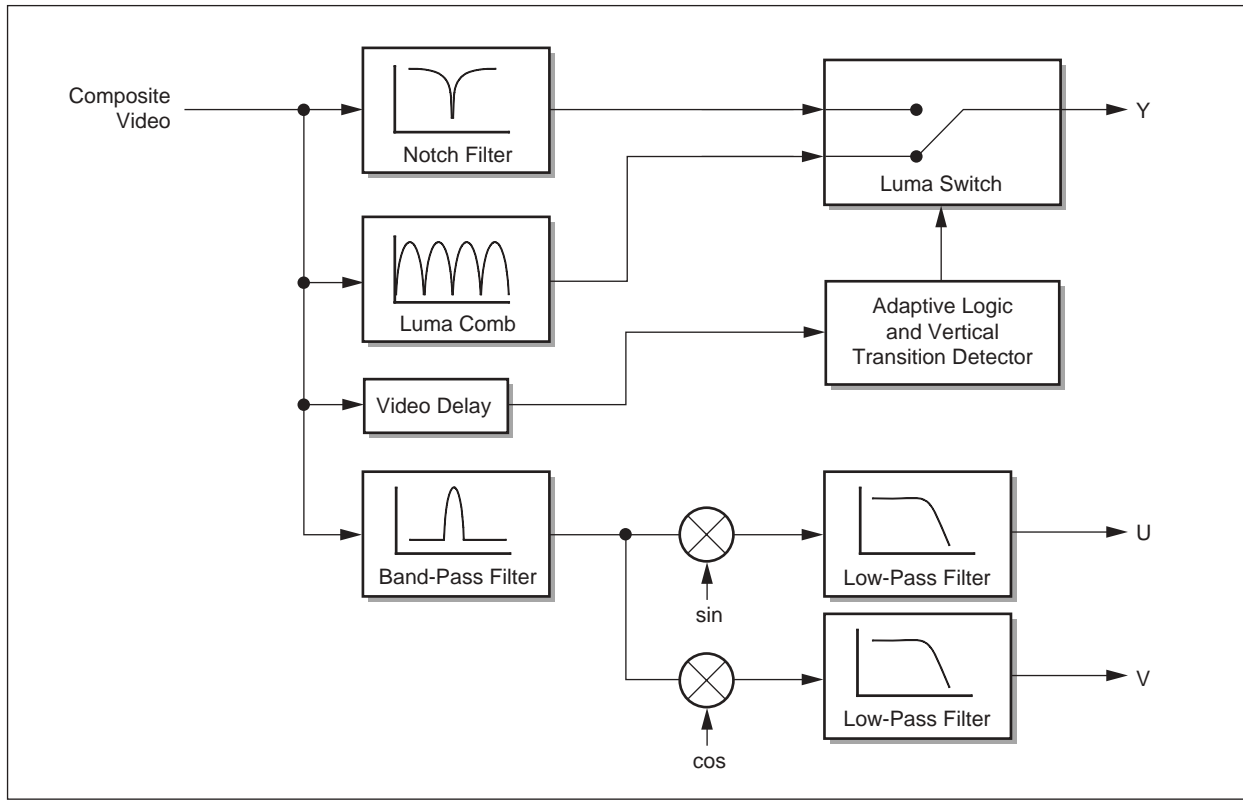 Composite
Video
Notch Filter
Luma Switch
Y
Luma Comb
Adaptive Logic
and Vertical
Transition Detector
Video Delay
Band-Pass Filter
sin
Low-Pass Filter
U
cos
Low-Pass Filter
V